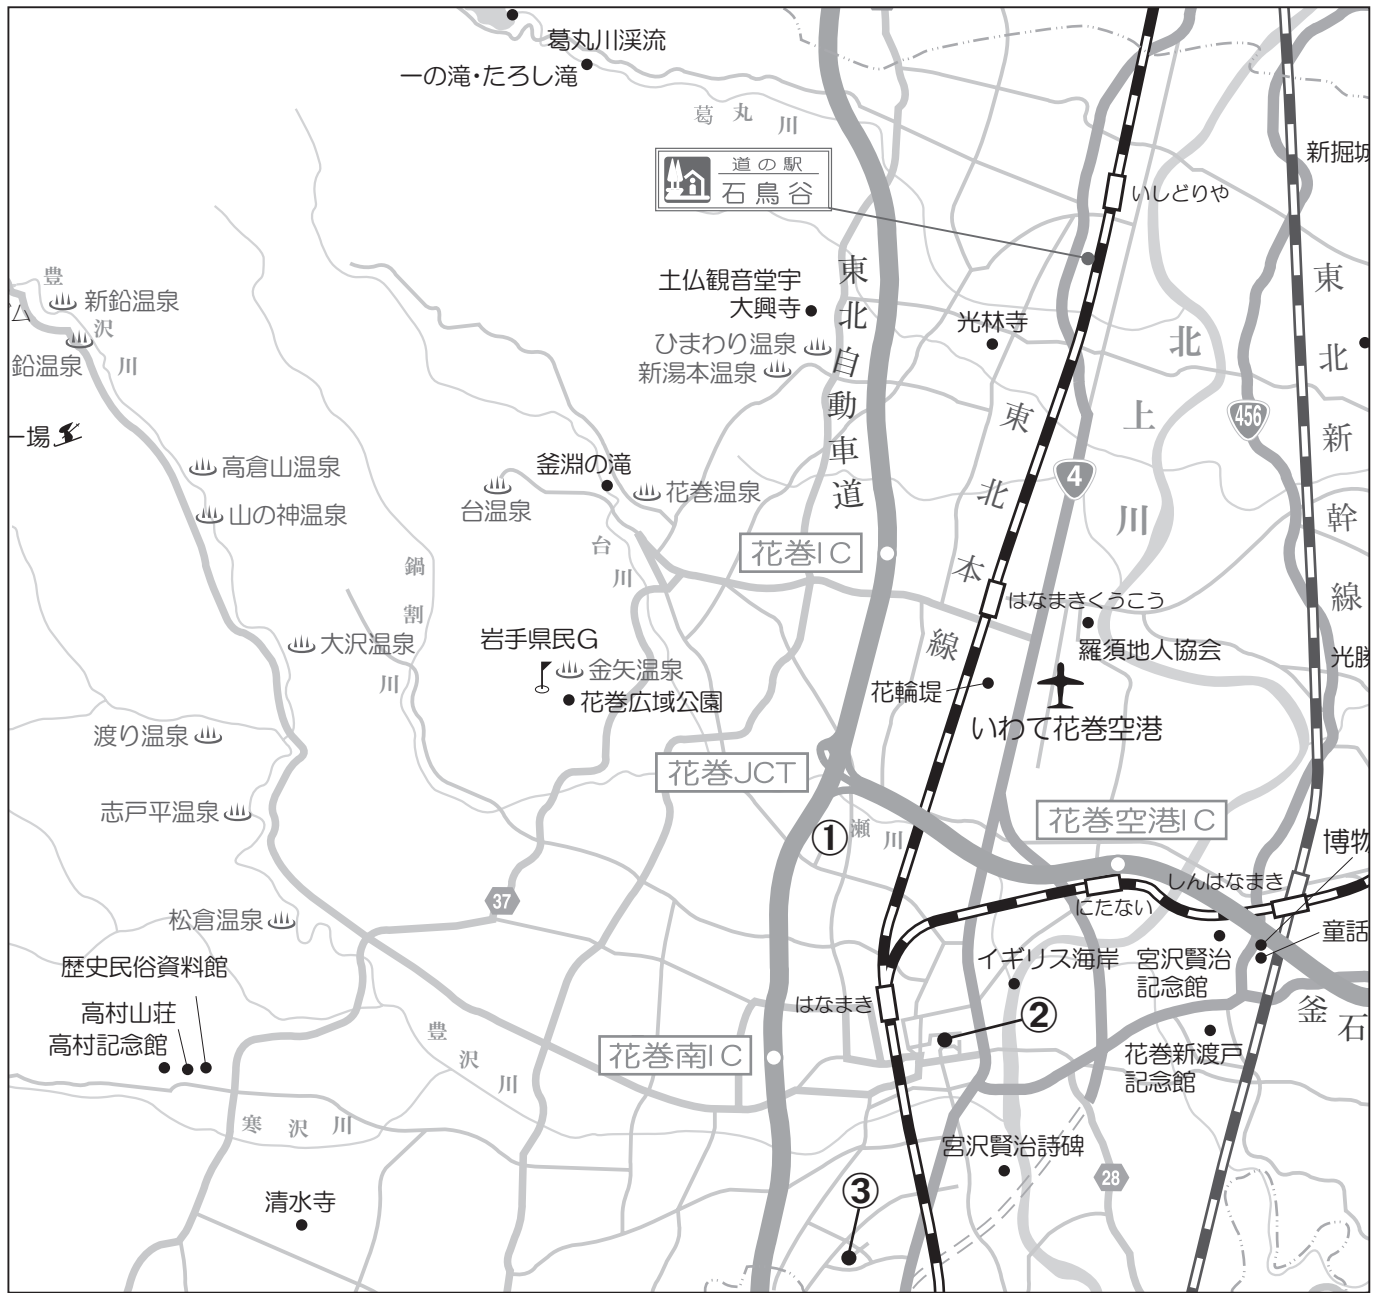 葛丸川渓流
一の滝・たろし滝
葛丸川
新堀城
道の駅
石鳥谷
いしどりや
豊沢川
新鉛温泉
ム
鉛温泉
土仏観音堂宇
大興寺
東北自動車道
光林寺
北上川
東北新幹線
ひまわり温泉
新湯本温泉
東北本線
456
ー場
高倉山温泉
釜淵の滝
台温泉
花巻温泉
4
山の神温泉
台川
花巻IC
鍋割川
はなまきくうこう
大沢温泉
岩手県民G
金矢温泉
花巻広域公園
羅須地人協会
光勝
花輪堤
いわて花巻空港
渡り温泉
花巻JCT
志戸平温泉
①
瀬川
花巻空港IC
博物
しんはなまき
にたない
37
松倉温泉
童話
イギリス海岸
宮沢賢治
記念館
歴史民俗資料館
高村山荘
高村記念館
はなまき
②
釜石
豊沢川
花巻南IC
花巻新渡戸
記念館
寒沢川
宮沢賢治詩碑
28
清水寺
③